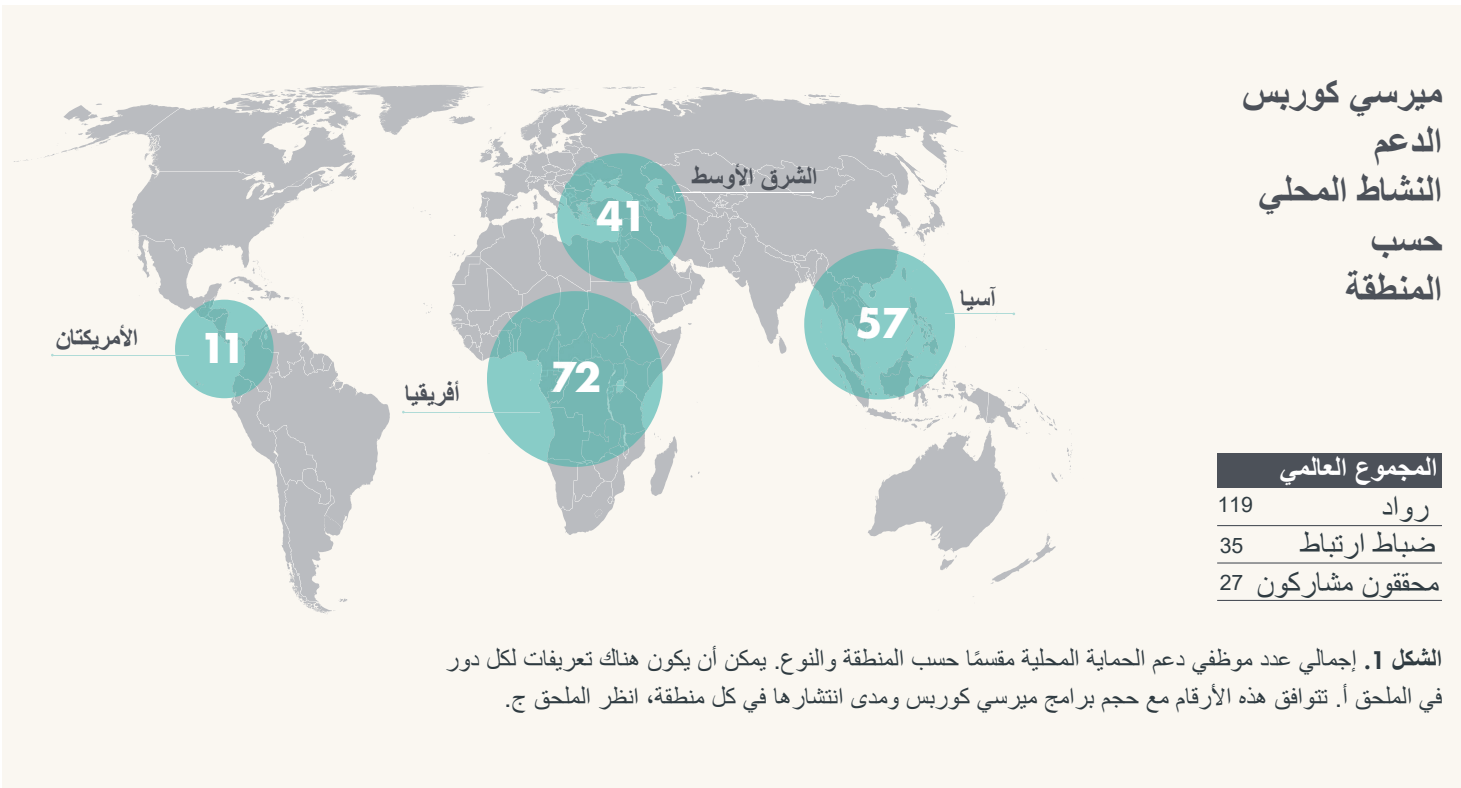 ميرسي كوربس
الدعم
النشاط المحلي
حسب
المنطقة
الشرق الأوسط
41
آسيا
57
الأمريكتان
11
أفريقيا
72
المجموع العالمي
رواد 119
ضباط ارتباط 35
محققون مشاركون 27
الشكل 1. إجمالي عدد موظفي دعم الحماية المحلية مقسمًا حسب المنطقة والنوع. يمكن أن يكون هناك تعريفات لكل دور
في الملحق أ. تتوافق هذه الأرقام مع حجم برامج ميرسي كوربس ومدى انتشارها في كل منطقة، انظر الملحق ج.